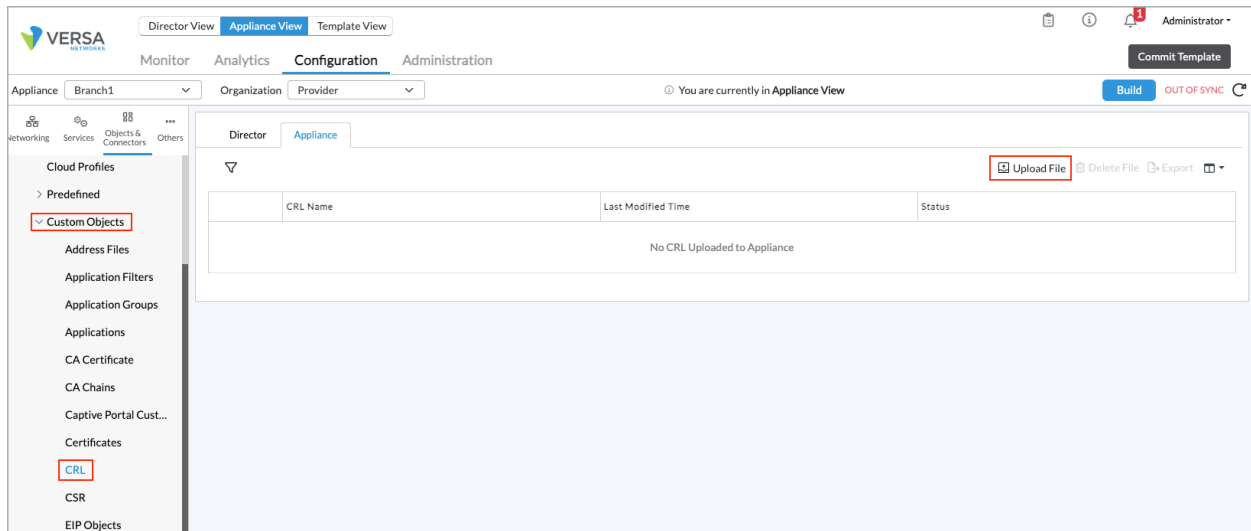 VERSA
NETWORKS
Director View Appliance View Template View
1
Administrator
Monitor Analytics Configuration Administration
Commit Template
Appliance Branch1 Organization Provider You are currently in Appliance View Build OUT OF SYNC
Networking Services Objects & Connectors Others
Director Appliance
Cloud Profiles
Upload File Delete File Export
Predefined
CRL Name Last Modified Time Status
Custom Objects
No CRL Uploaded to Appliance
Address Files
Application Filters
Application Groups
Applications
CA Certificate
CA Chains
Captive Portal Cust...
Certificates
CRL
CSR
EIP Objects